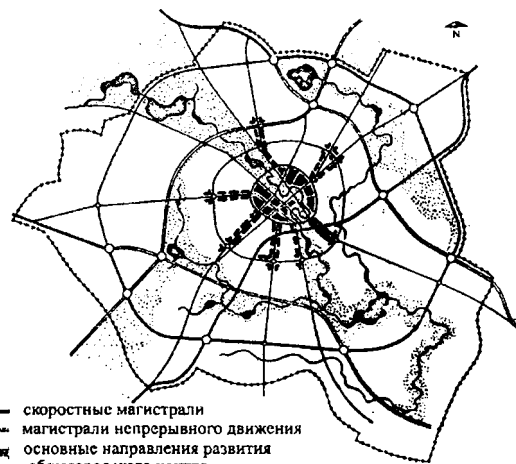 N
скоростные магистрали
магистрали непрерывного движения
основные направления развития